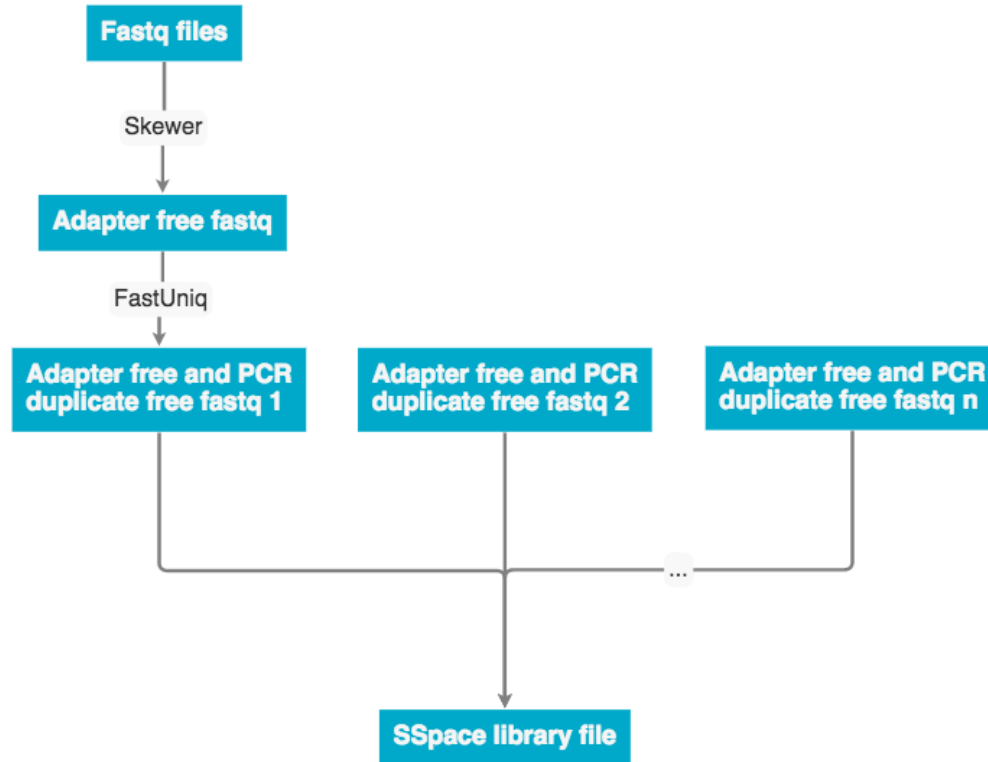 Fastq files
Skewer
Adapter free fastq
FastUniq
Adapter free and PCR
duplicate free fastq 1
Adapter free and PCR
duplicate free fastq 2
Adapter free and PCR
duplicate free fastq n
...
SSpace library file